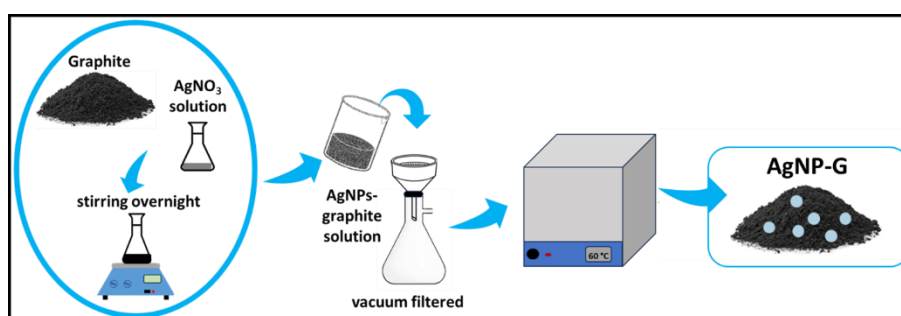 Graphite
AgNO₃
solution
stirring overnight
AgNPs-
graphite
solution
vacuum filtered
60 °C
AgNP-G